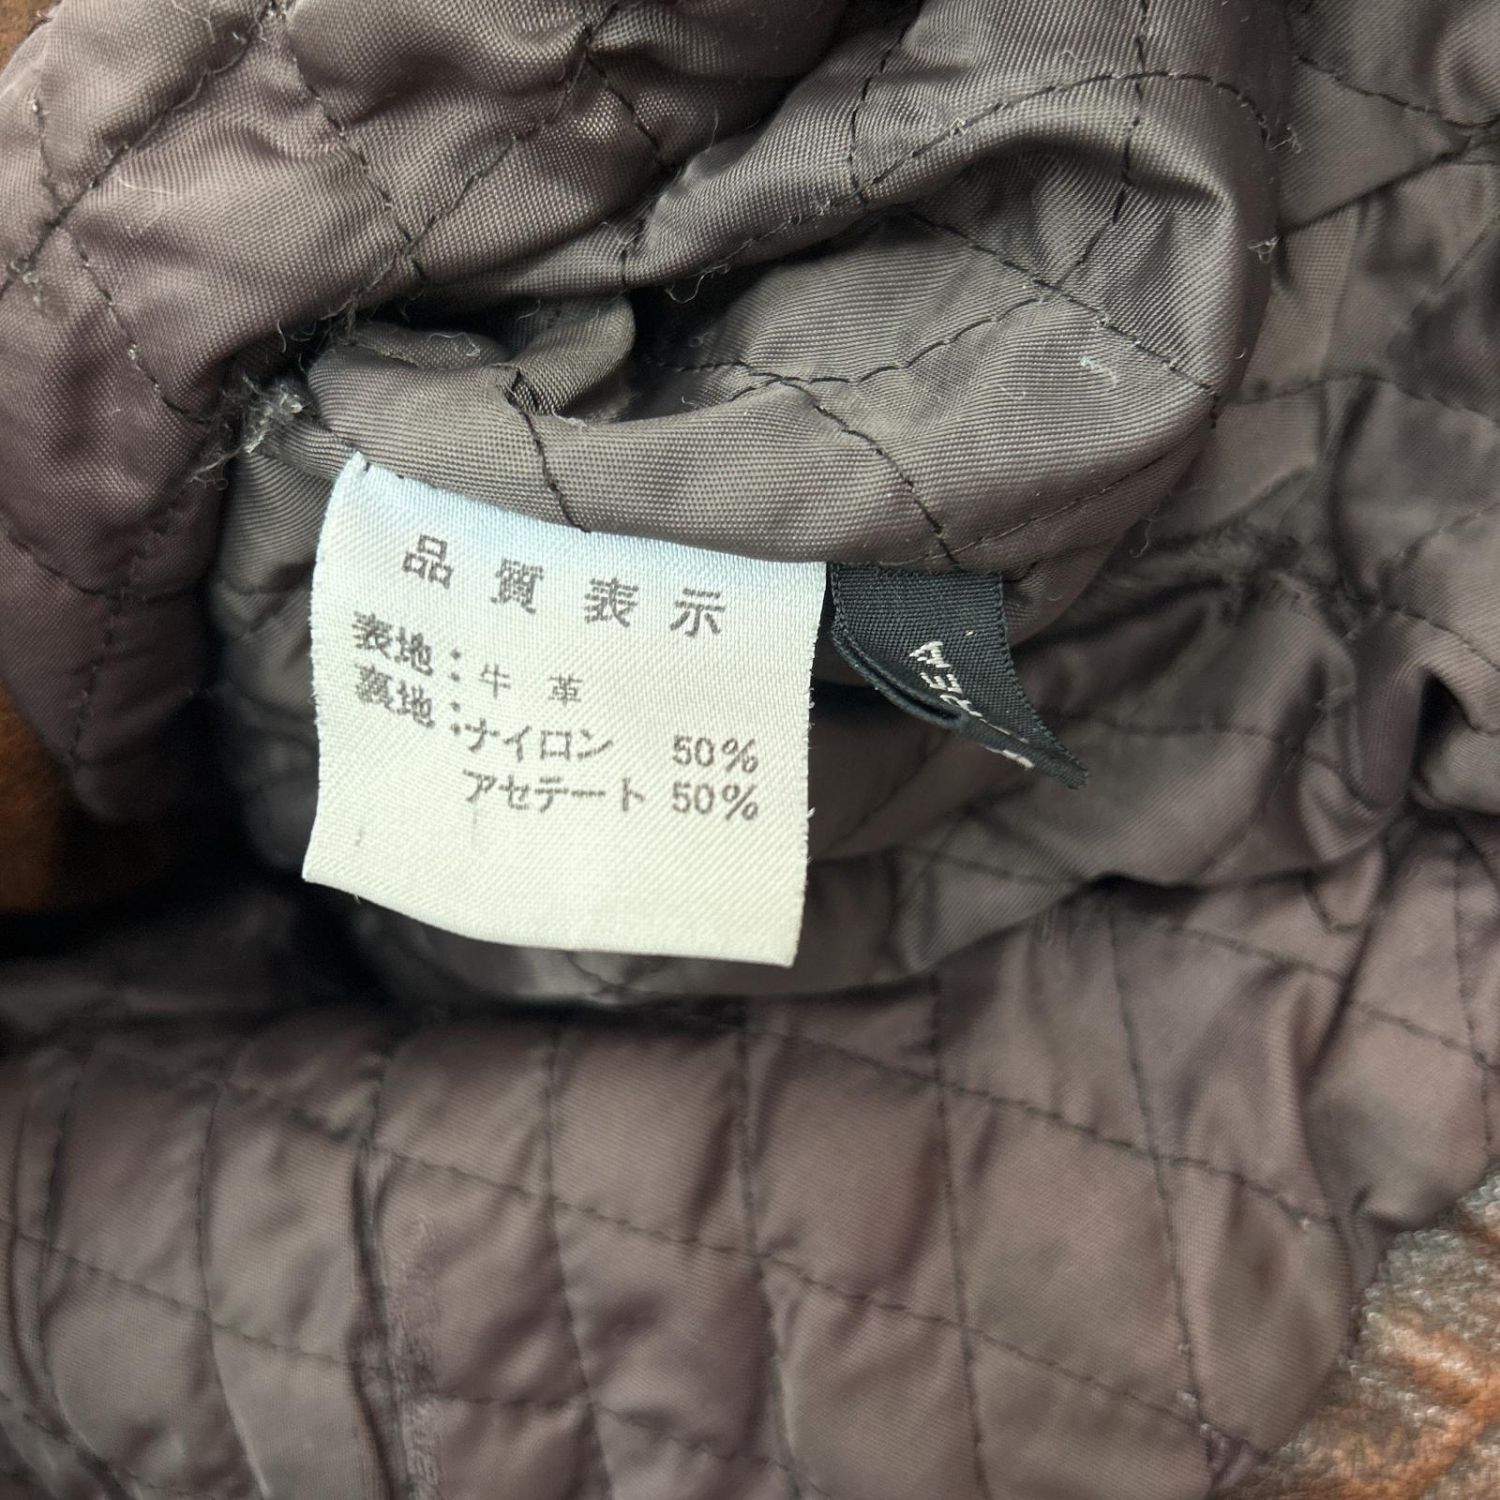 品質表示
表地：牛革
裏地：ナイロン 50%
アセテート 50%